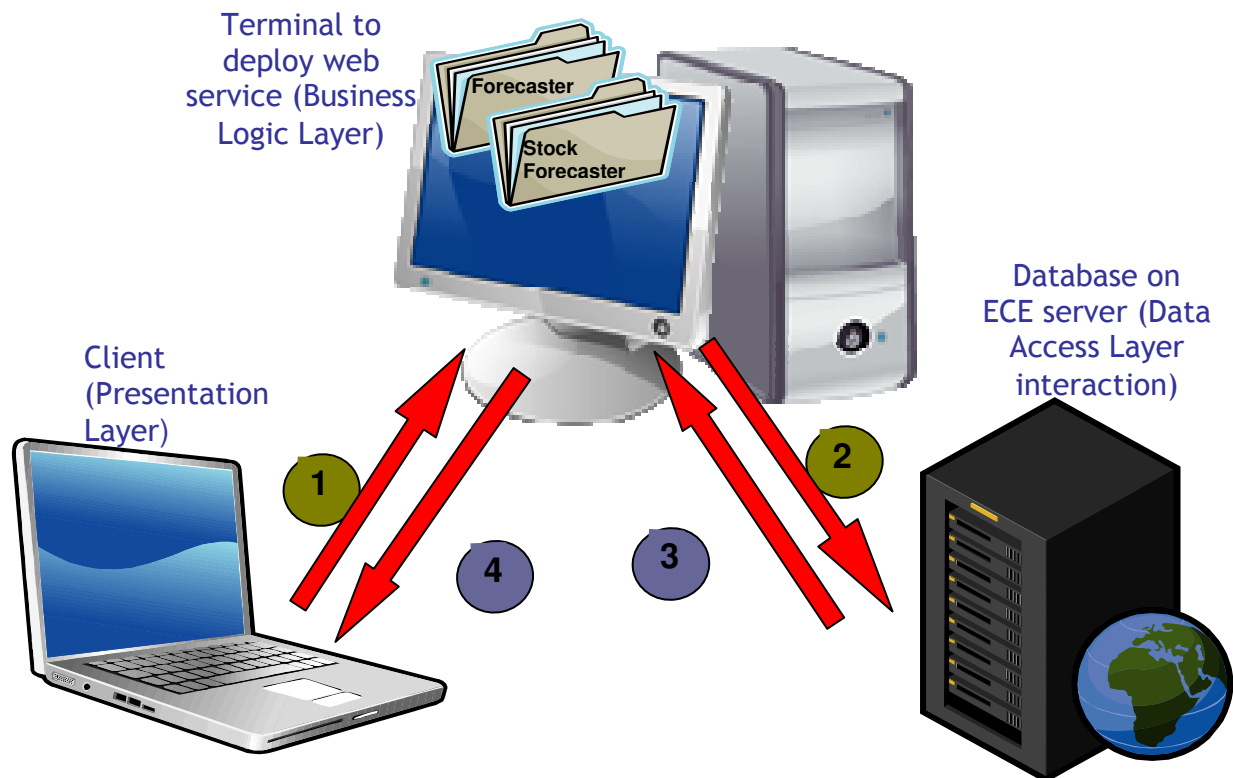 Terminal to
deploy web
service (Business
Logic Layer)
Forecaster
Stock
Forecaster
Database on
ECE server (Data
Access Layer
interaction)
Client
(Presentation
Layer)
1
2
4
3